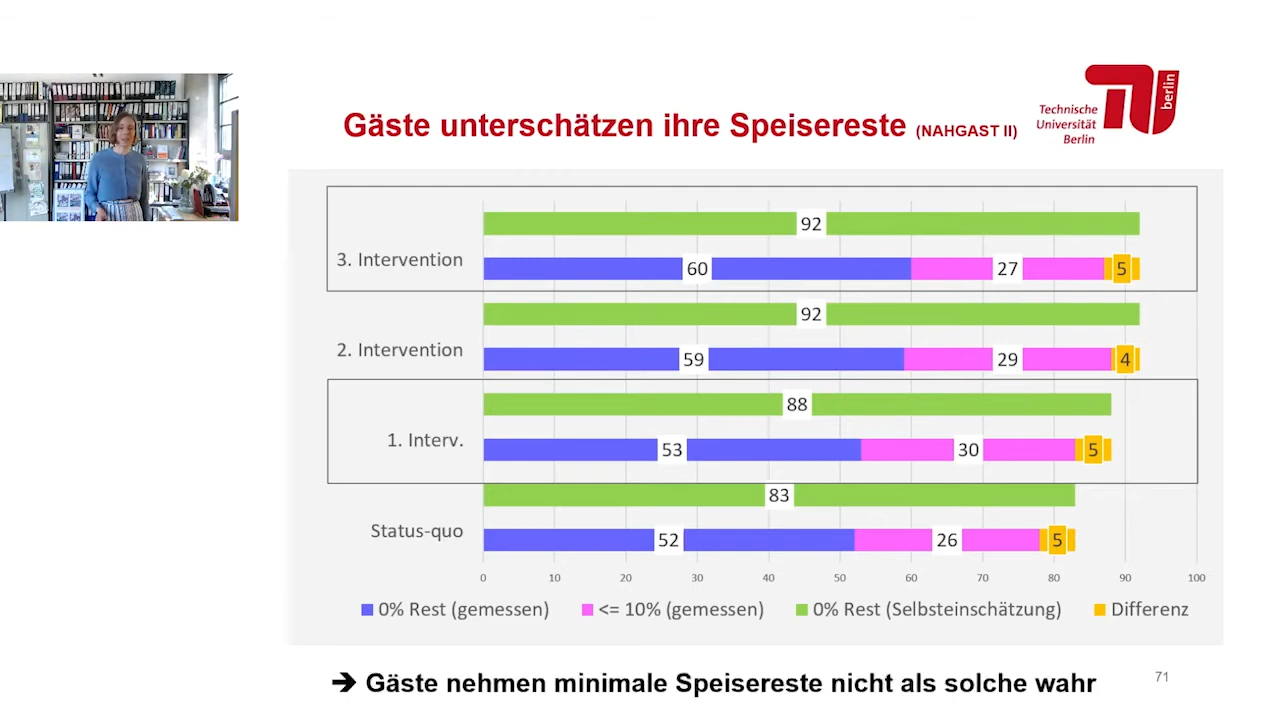 Gäste unterschätzen ihre Speisereste (NAHGAST II)
Technische
Universität
Berlin
berlin
92
3. Intervention
60 27 5
92
2. Intervention
59 29 4
88
1. Interv.
53 30 5
83
Status-quo
52 26 5
0 10 20 30 40 50 60 70 80 90 100
0% Rest (gemessen) <= 10% (gemessen) 0% Rest (Selbsteinschätzung) Differenz
➔ Gäste nehmen minimale Speisereste nicht als solche wahr
71